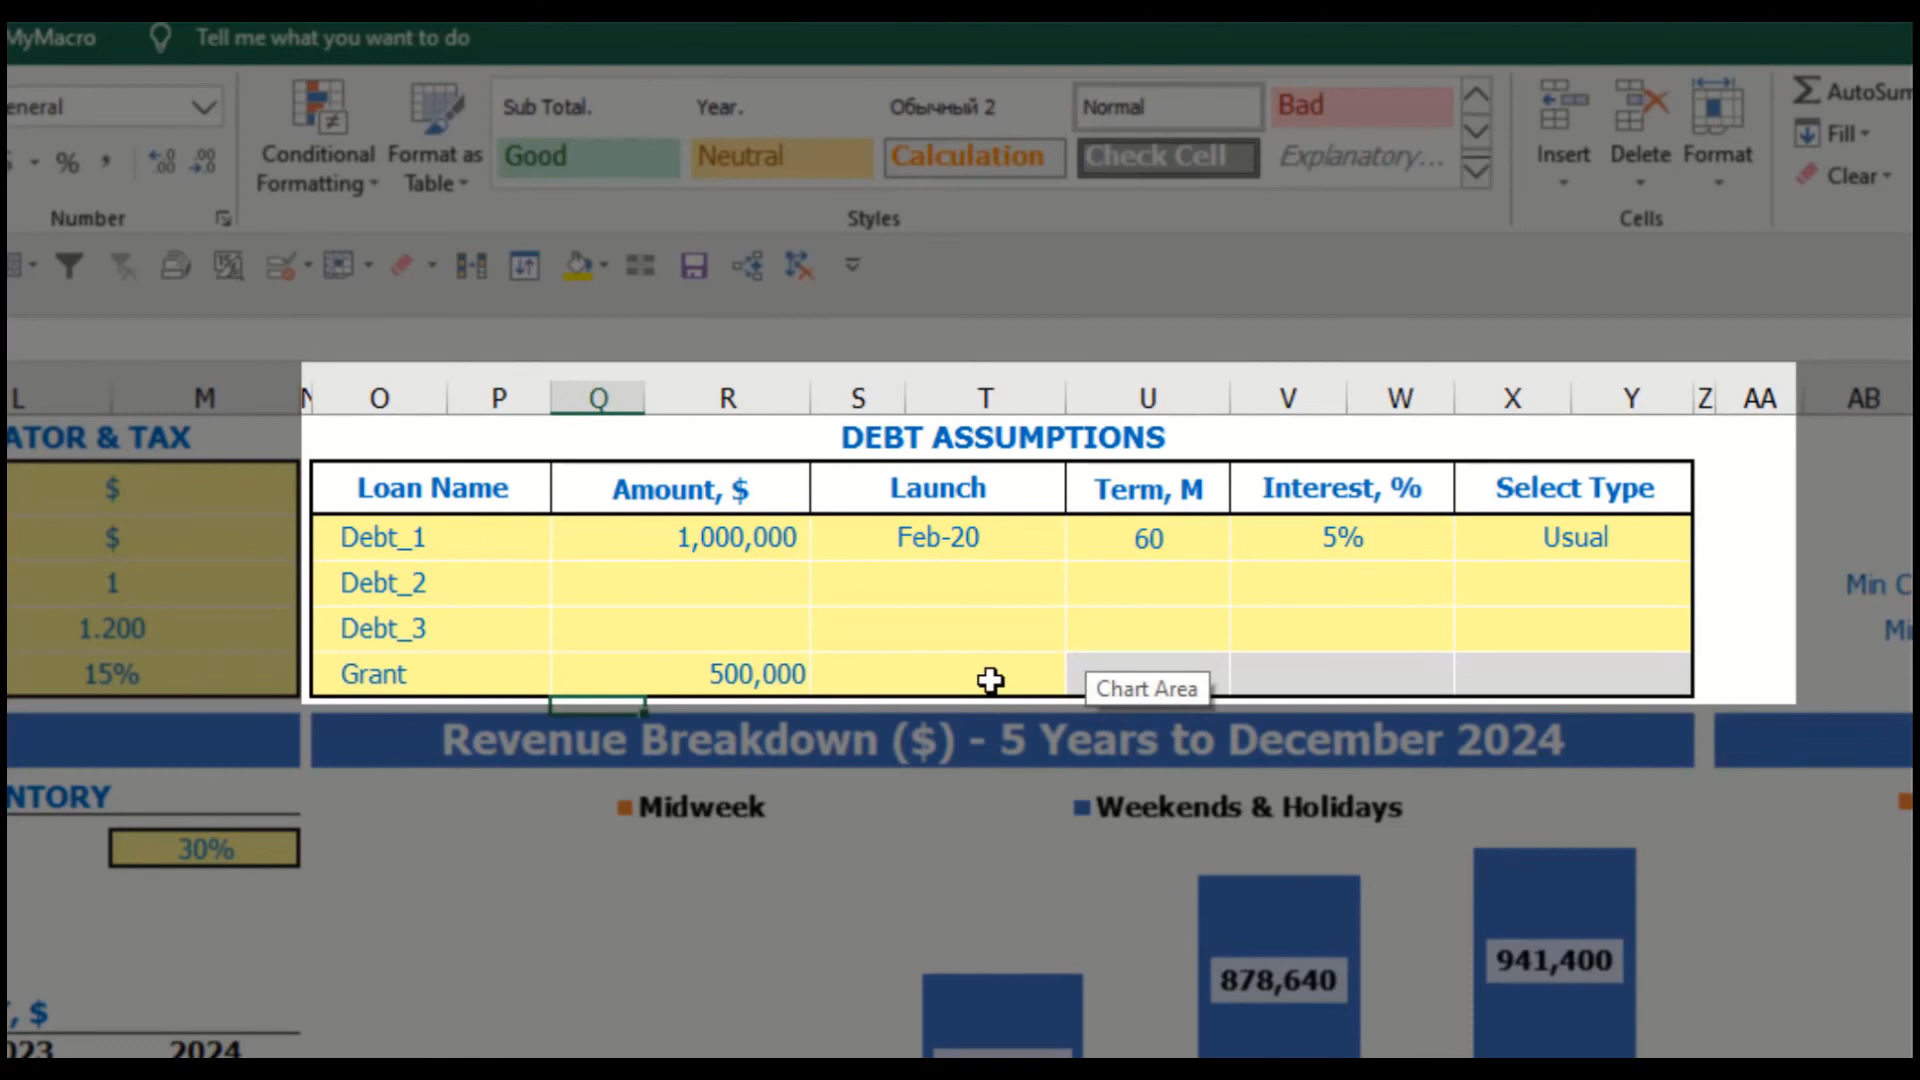 MyMacro Tell me what you want to do
eneral
Sub Total. Year. Обычный 2 Normal Bad
Good Neutral Calculation Check Cell Explanatory...
% ,
Conditional Formatting
Format as Table
Insert Delete Format
AutoSum
Fill
Clear
Number Styles Cells
L M N O P Q R S T U V W X Y Z AA AB
ATOR & TAX DEBT ASSUMPTIONS
$ Loan Name Amount, $ Launch Term, M Interest, % Select Type
$ Debt_1 1,000,000 Feb-20 60 5% Usual
1 Debt_2 Min C
1.200 Debt_3 Mi
15% Grant 500,000 Chart Area
Revenue Breakdown ($) - 5 Years to December 2024
NTORY
Midweek Weekends & Holidays
30%
941,400
878,640
, $
023 2024